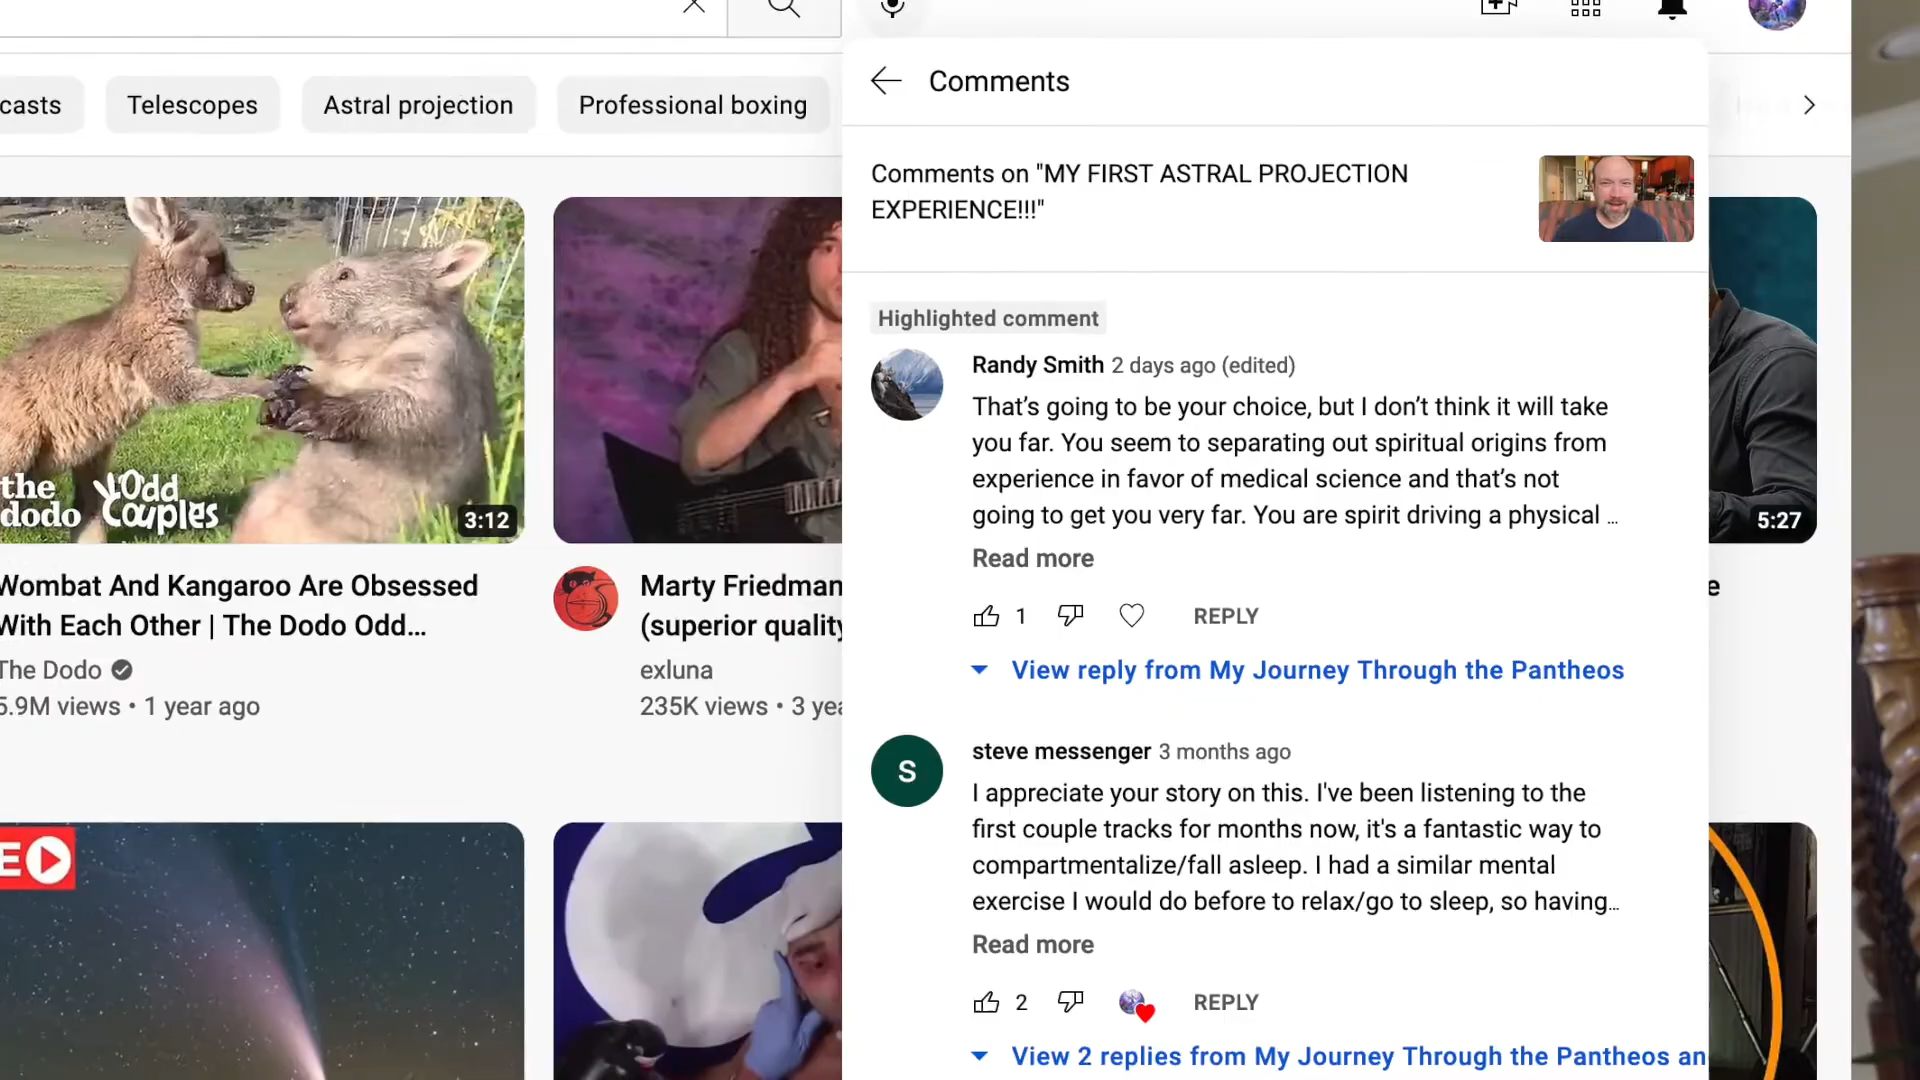 casts
Telescopes
Astral projection
Professional boxing
Comments
Comments on "MY FIRST ASTRAL PROJECTION
EXPERIENCE!!!"
Highlighted comment
Randy Smith 2 days ago (edited)
That’s going to be your choice, but I don’t think it will take
you far. You seem to separating out spiritual origins from
experience in favor of medical science and that’s not
going to get you very far. You are spirit driving a physical ...
Read more
1
REPLY
View reply from My Journey Through the Pantheos
S
steve messenger 3 months ago
I appreciate your story on this. I've been listening to the
first couple tracks for months now, it's a fantastic way to
compartmentalize/fall asleep. I had a similar mental
exercise I would do before to relax/go to sleep, so having...
Read more
2
REPLY
View 2 replies from My Journey Through the Pantheos an
the
dodo
Odd
Couples
3:12
Wombat And Kangaroo Are Obsessed
With Each Other | The Dodo Odd...
The Dodo
5.9M views • 1 year ago
Marty Friedman
(superior quality
exluna
235K views • 3 yea
5:27
e
E